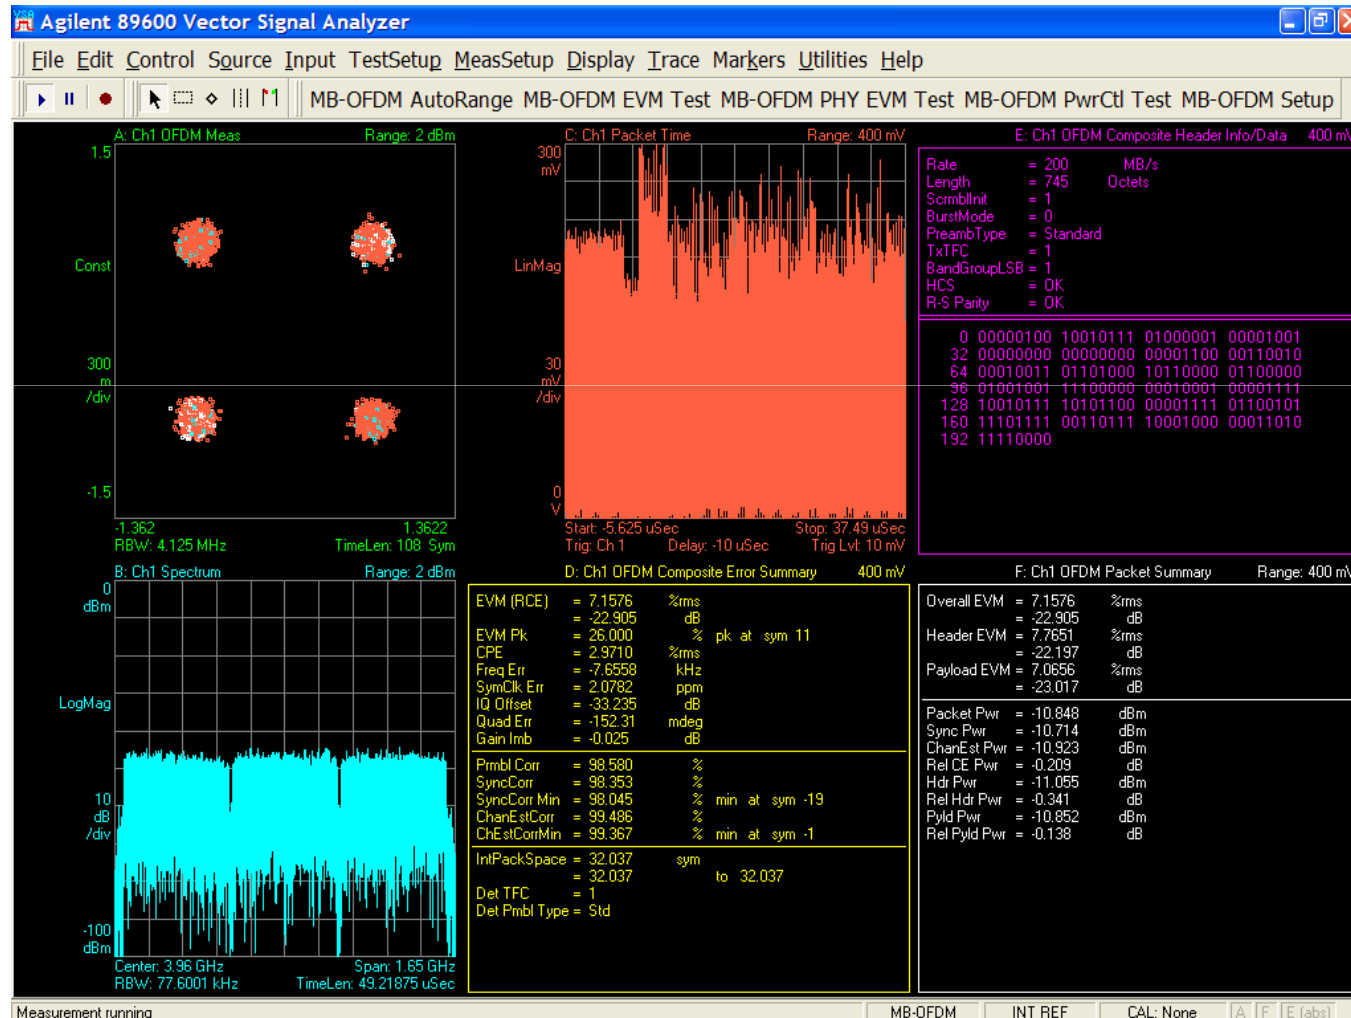 VSA Agilent 89600 Vector Signal Analyzer
File Edit Control Source Input TestSetup MeasSetup Display Trace Markers Utilities Help
MB-OFDM AutoRange MB-OFDM EVM Test MB-OFDM PHY EVM Test MB-OFDM PwrCtl Test MB-OFDM Setup
A: Ch1 OFDM Meas Range: 2 dBm
1.5
Const
300
m
/div
-1.5
-1.362 1.3622
RBW: 4.125 MHz TimeLen: 108 Sym
C: Ch1 Packet Time Range: 400 mV
300
mV
LinMag
30
mV
/div
0
V
Start: -5.625 uSec Stop: 37.49 uSec
Trig: Ch 1 Delay: -10 uSec Trig Lvl: 10 mV
E: Ch1 OFDM Composite Header Info/Data 400 mV
Rate = 200 MB/s
Length = 745 Octets
ScrmblInit = 1
BurstMode = 0
PreambType = Standard
TxTFC = 1
BandGroupLSB = 1
HCS = OK
R-S Parity = OK
0 00000100 10010111 01000001 00001001
32 00000000 00000000 00001100 00110010
64 00010011 01101000 10110000 01100000
96 01001001 11100000 00010001 00001111
128 10010111 10101100 00001111 01100101
160 11101111 00110111 10001000 00011010
192 11110000
B: Ch1 Spectrum Range: 2 dBm
0
dBm
LogMag
10
dB
/div
-100
dBm
Center: 3.96 GHz Span: 1.65 GHz
RBW: 77.6001 kHz TimeLen: 49.21875 uSec
D: Ch1 OFDM Composite Error Summary 400 mV
EVM (RCE) = 7.1576 %rms
= -22.905 dB
EVM Pk = 26.000 % pk at sym 11
CPE = 2.9710 %rms
Freq Err = -7.6558 kHz
SymClk Err = 2.0782 ppm
IQ Offset = -33.235 dB
Quad Err = -152.31 mdeg
Gain Imb = -0.025 dB
Prmbl Corr = 98.580 %
SyncCorr = 98.353 %
SyncCorr Min = 98.045 % min at sym -19
ChanEstCorr = 99.486 %
ChEstCorrMin = 99.367 % min at sym -1
IntPackSpace = 32.037 sym
= 32.037 to 32.037
Det TFC = 1
Det Pmbl Type = Std
F: Ch1 OFDM Packet Summary Range: 400 mV
Overall EVM = 7.1576 %rms
= -22.905 dB
Header EVM = 7.7651 %rms
= -22.197 dB
Payload EVM = 7.0656 %rms
= -23.017 dB
Packet Pwr = -10.848 dBm
Sync Pwr = -10.714 dBm
ChanEst Pwr = -10.923 dBm
Rel CE Pwr = -0.209 dB
Hdr Pwr = -11.055 dBm
Rel Hdr Pwr = -0.341 dB
Pyld Pwr = -10.852 dBm
Rel Pyld Pwr = -0.138 dB
Measurement running MB-OFDM INT REF CAL: None A F E (abs)